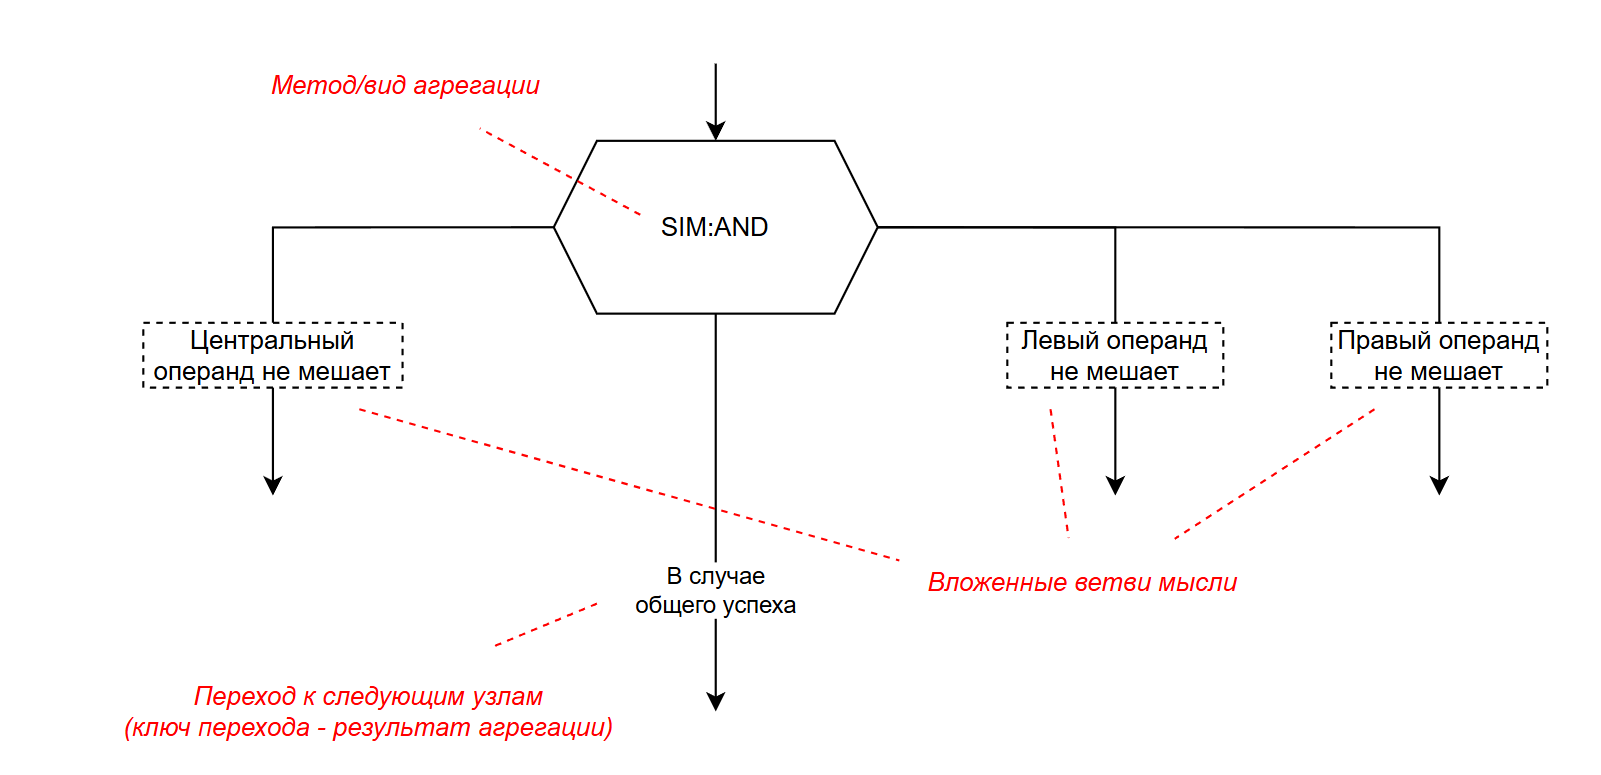 Метод/вид агрегации
SIM:AND
Центральный
операнд не мешает
Левый операнд
не мешает
Правый операнд
не мешает
В случае
общего успеха
Вложенные ветви мысли
Переход к следующим узлам
(ключ перехода - результат агрегации)